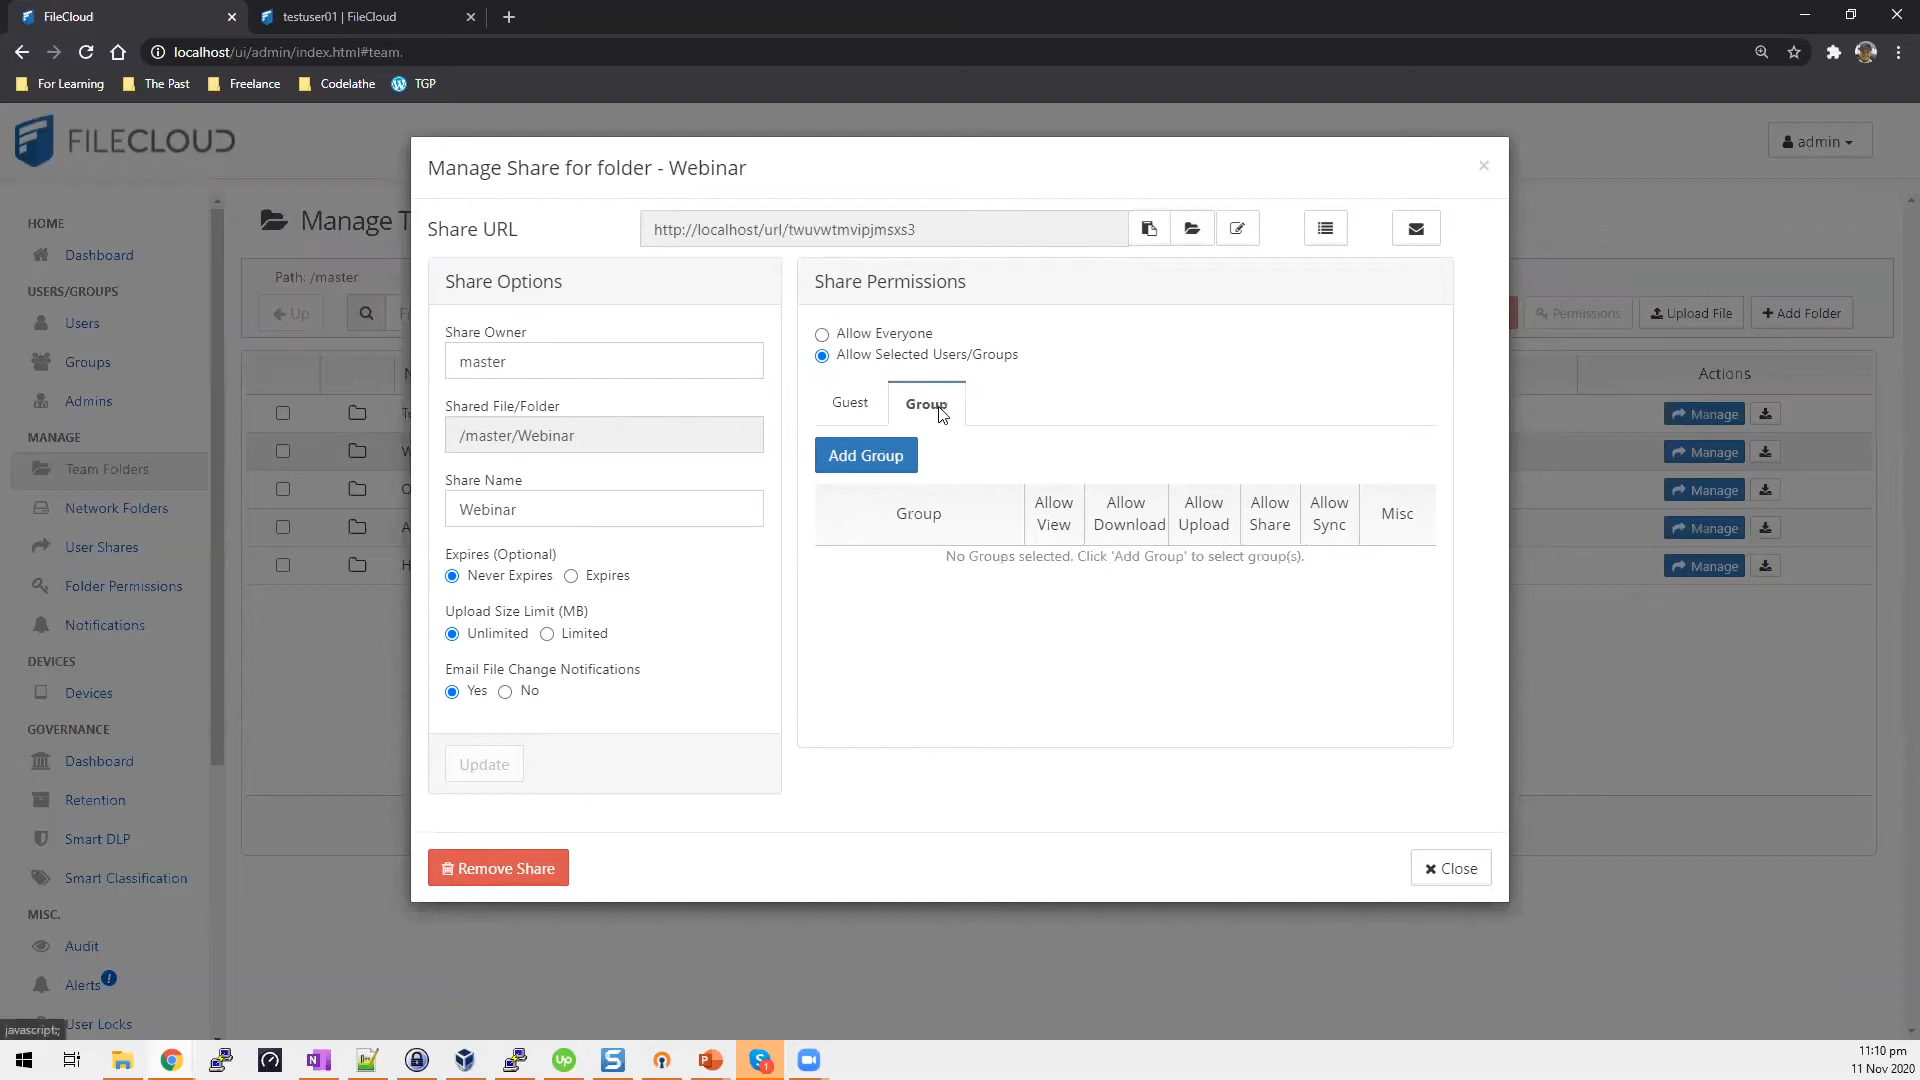 FileCloud
testuser01 | FileCloud
localhost/ui/admin/index.html#team.
For Learning
The Past
Freelance
Codelathe
TGP
FILECLOUD
admin
HOME
Dashboard
USERS/GROUPS
Users
Groups
Admins
MANAGE
Team Folders
Network Folders
User Shares
Folder Permissions
Notifications
DEVICES
Devices
GOVERNANCE
Dashboard
Retention
Smart DLP
Smart Classification
MISC.
Audit
Alerts
User Locks
javascript:;
Manage T
Path: /master
Up
Permissions
Upload File
Add Folder
Actions
Manage
Manage
Manage
Manage
Manage
Manage Share for folder - Webinar
Share URL
http://localhost/url/twuvwtmvipjmsxs3
Share Options
Share Owner
master
Shared File/Folder
/master/Webinar
Share Name
Webinar
Expires (Optional)
Never Expires
Expires
Upload Size Limit (MB)
Unlimited
Limited
Email File Change Notifications
Yes
No
Update
Share Permissions
Allow Everyone
Allow Selected Users/Groups
Guest
Group
Add Group
Group
Allow View
Allow Download
Allow Upload
Allow Share
Allow Sync
Misc
No Groups selected. Click 'Add Group' to select group(s).
Remove Share
Close
11:10 pm
11 Nov 2020